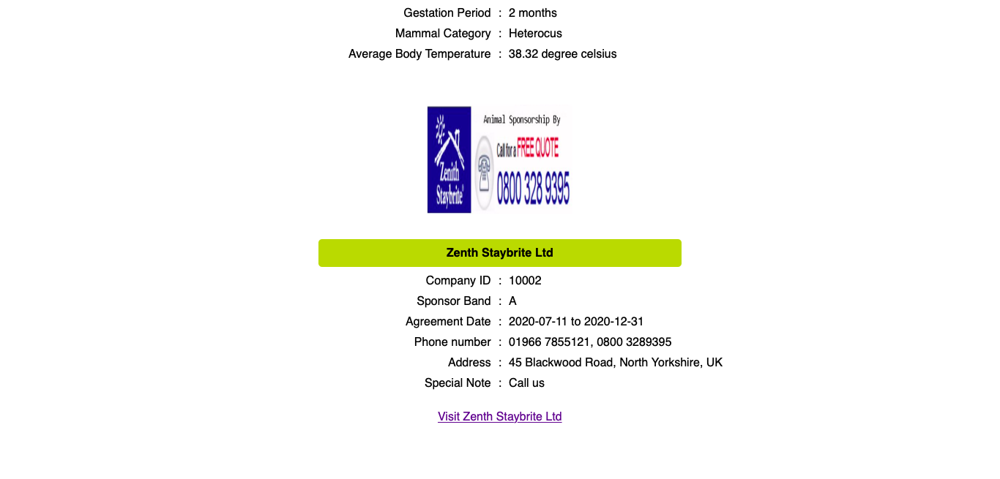 Gestation Period : 2 months
Mammal Category : Heterocus
Average Body Temperature : 38.32 degree celsius
Animal Sponsorship By
Call for a FREE QUOTE
0800 328 9395
Zenith
Staybrite
Zenth Staybrite Ltd
Company ID : 10002
Sponsor Band : A
Agreement Date : 2020-07-11 to 2020-12-31
Phone number : 01966 7855121, 0800 3289395
Address : 45 Blackwood Road, North Yorkshire, UK
Special Note : Call us
Visit Zenth Staybrite Ltd